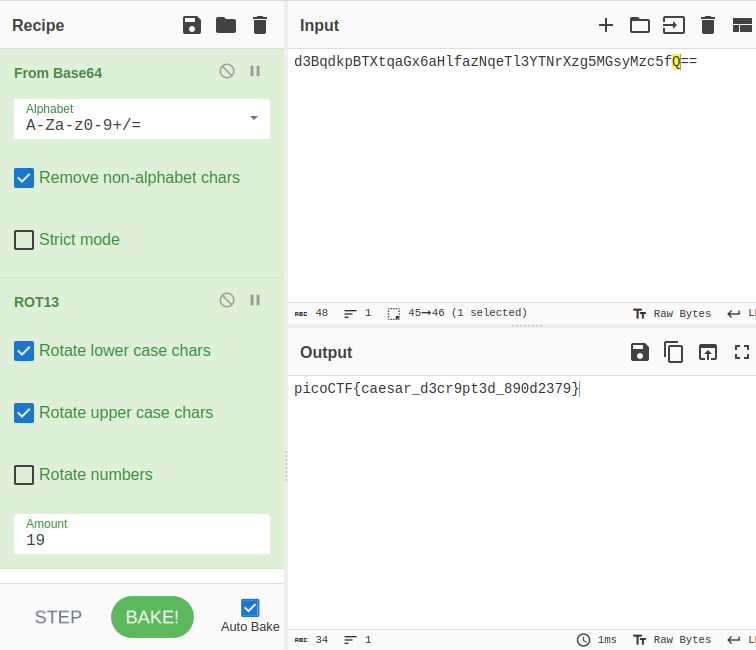 Recipe
From Base64
Alphabet
A-Za-z0-9+/=
Remove non-alphabet chars
Strict mode
ROT13
Rotate lower case chars
Rotate upper case chars
Rotate numbers
Amount
19
STEP
BAKE!
Auto Bake
Input
d3BqdkpBTXtqaGx6aHlfazNqeTl3YTNrXzg5MGsyMzc5fQ==
ABC 48 1 45→46 (1 selected) Tт Raw Bytes
Output
picoCTF{caesar_d3cr9pt3d_890d2379}
ABC 34 1 1ms Tт Raw Bytes